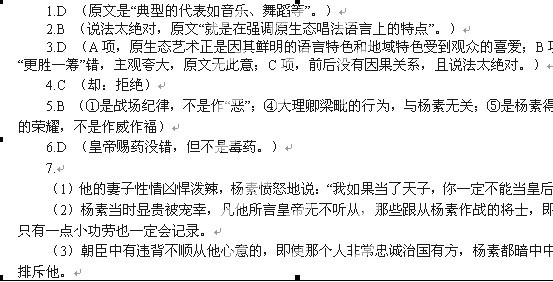 1.D（原文是“典型的代表如音乐、舞蹈等”。）
2.B（说法太绝对，原文“就是在强调原生态唱法语言上的特点”。）
3.D（A项，原生态艺术正是因其鲜明的语言特色和地域特色受到观众的喜爱；B项
“更胜一筹”错，主观夸大，原文无此意；C项，前后没有因果关系，且说法太绝对。）
4.C（却：拒绝）
5.B（①是战场纪律，不是作“恶”；④大理卿梁毗的行为，与杨素无关；⑤是杨素得
的荣耀，不是作威作福）
6.D（皇帝赐药没错，但不是毒药。）
7.
（1）他的妻子性情凶悍泼辣，杨素愤怒地说：“我如果当了天子，你一定不能当皇后
（2）杨素当时显贵被宠幸，凡他所言皇帝无不听从，那些跟从杨素作战的将士，即
只有一点小功劳也一定会记录。
（3）朝臣中有违背不顺从他心意的，即使那个人非常忠诚治国有方，杨素都暗中中
排斥他。